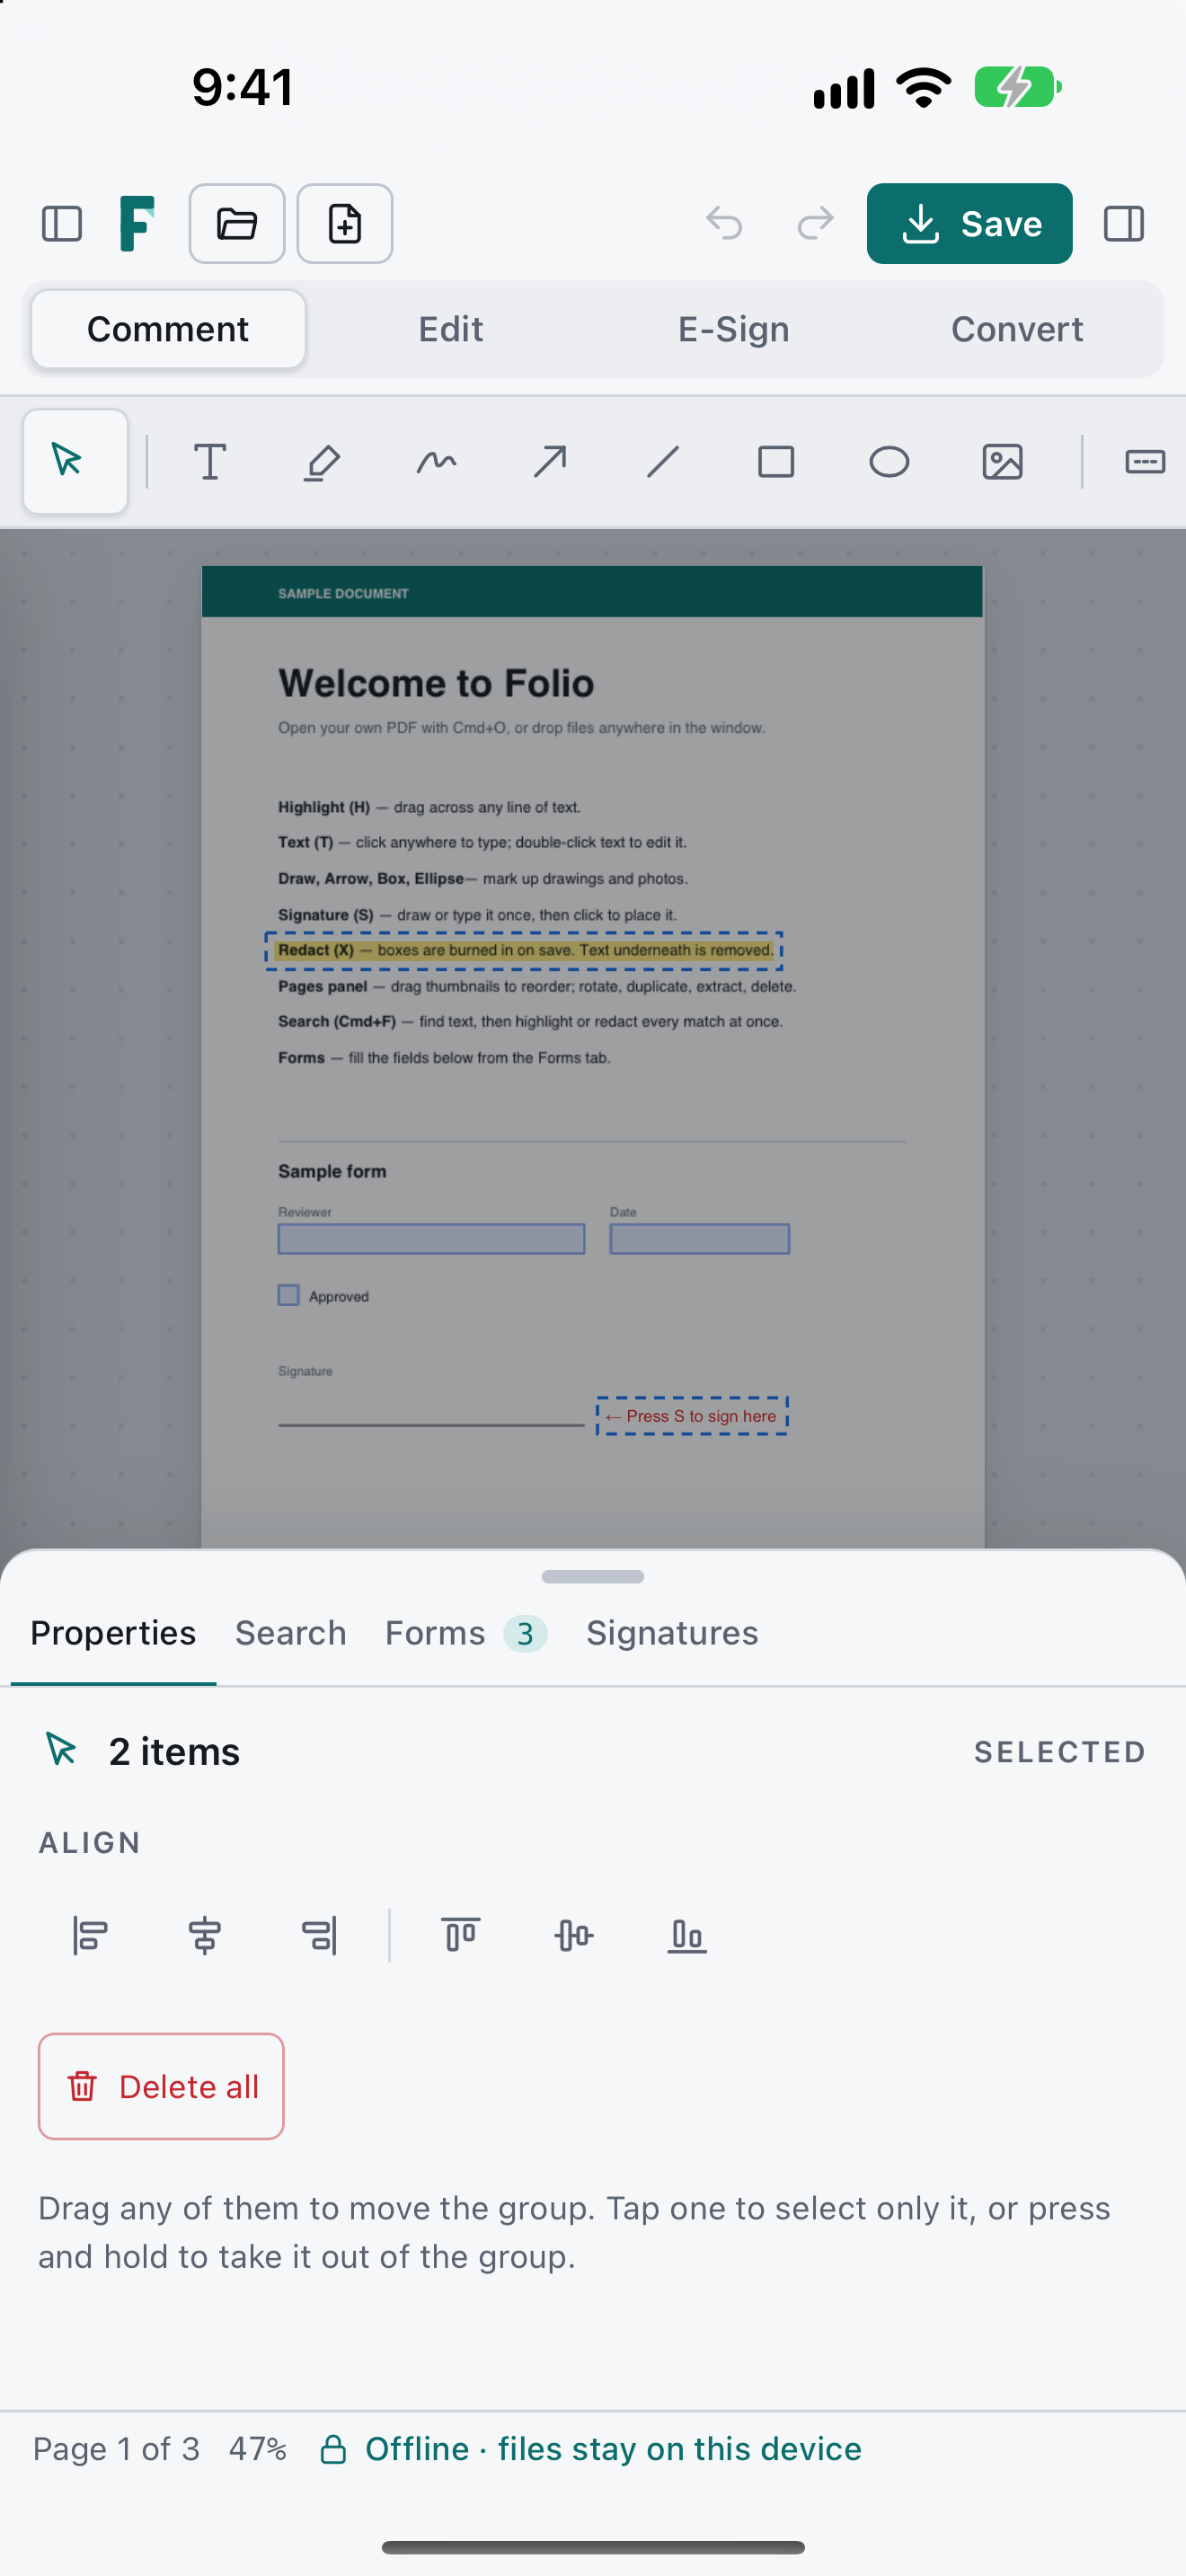 9:41
F
Save
Comment
Edit
E-Sign
Convert
SAMPLE DOCUMENT
Welcome to Folio
Open your own PDF with Cmd+O, or drop files anywhere in the window.
Highlight (H) — drag across any line of text.
Text (T) — click anywhere to type; double-click text to edit it.
Draw, Arrow, Box, Ellipse— mark up drawings and photos.
Signature (S) — draw or type it once, then click to place it.
Redact (X) — boxes are burned in on save. Text underneath is removed.
Pages panel — drag thumbnails to reorder; rotate, duplicate, extract, delete.
Search (Cmd+F) — find text, then highlight or redact every match at once.
Forms — fill the fields below from the Forms tab.
Sample form
Reviewer
Date
Approved
Signature
← Press S to sign here
Properties
Search
Forms 3
Signatures
2 items
SELECTED
ALIGN
Delete all
Drag any of them to move the group. Tap one to select only it, or press
and hold to take it out of the group.
Page 1 of 3 47% Offline · files stay on this device